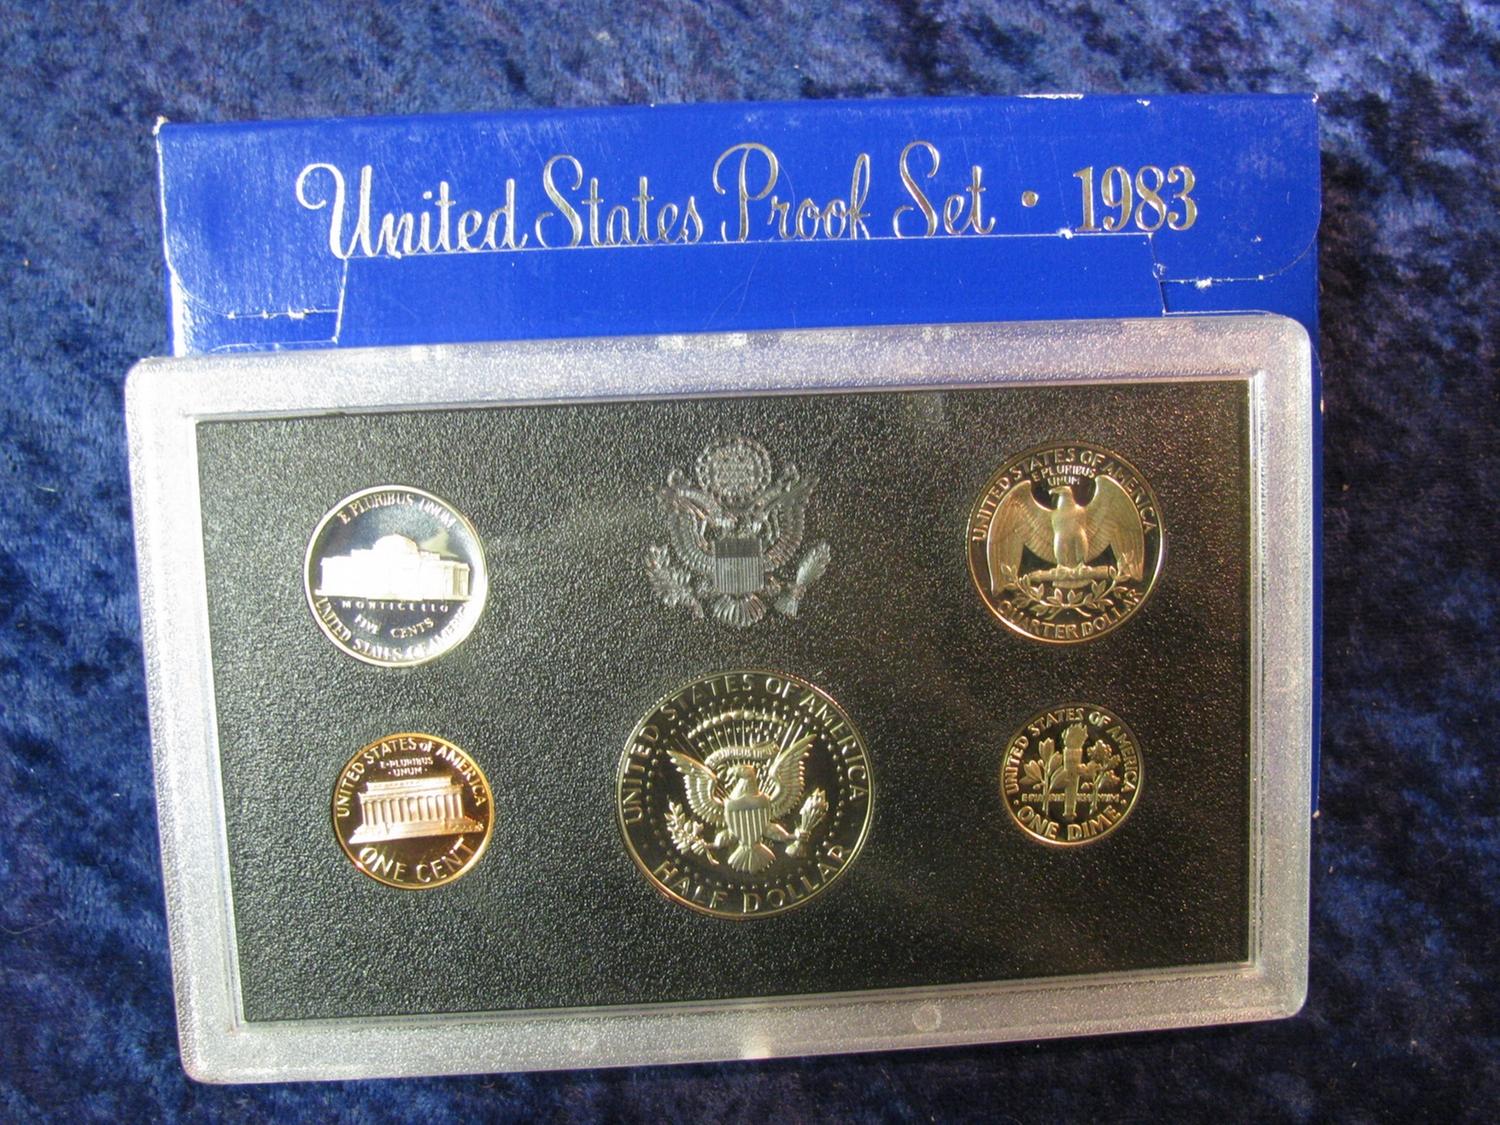 United States Proof Set • 1983
E PLURIBUS UNUM
MONTICELLO
FIVE CENTS
UNITED STATES OF AMERICA
UNITED STATES OF AMERICA
E PLURIBUS
UNUM
QUARTER DOLLAR
UNITED STATES OF AMERICA
E·PLURIBUS
·UNUM·
ONE CENT
UNITED STATES OF AMERICA
HALF DOLLAR
UNITED STATES OF AMERICA
· ONE DIME ·